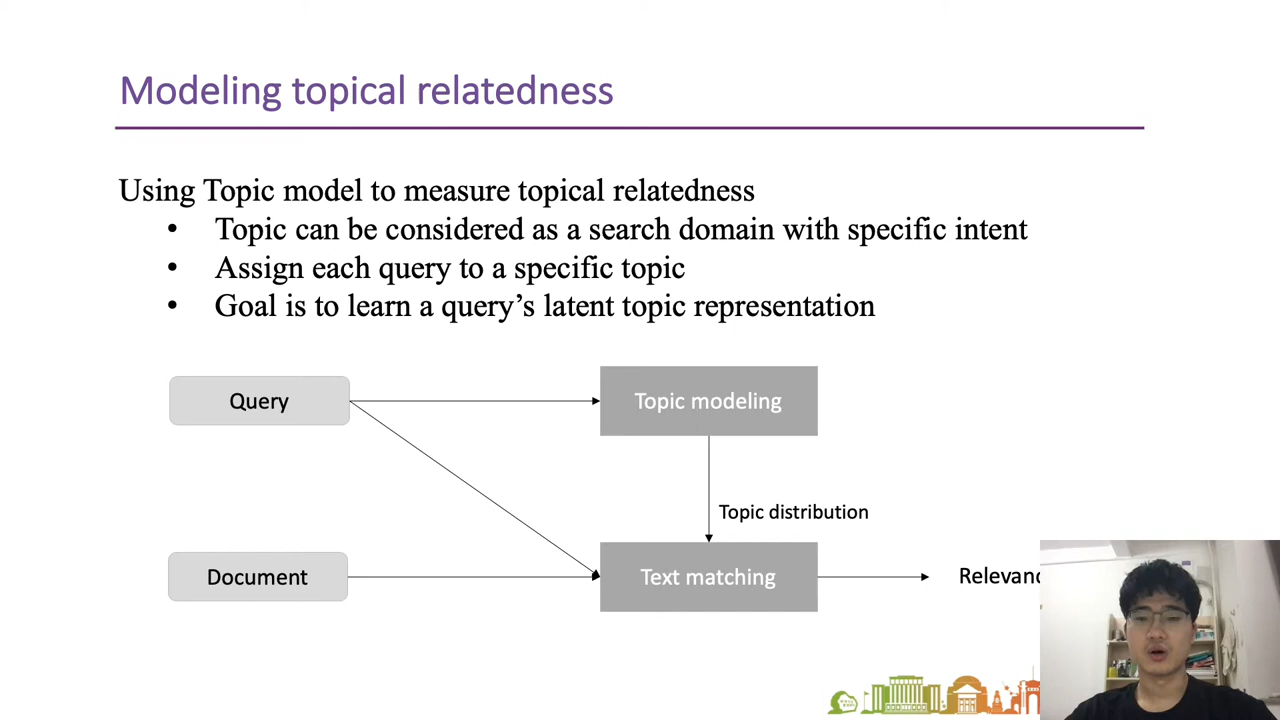 Modeling topical relatedness
Using Topic model to measure topical relatedness
• Topic can be considered as a search domain with specific intent
• Assign each query to a specific topic
• Goal is to learn a query’s latent topic representation
Query
Topic modeling
Topic distribution
Document
Text matching